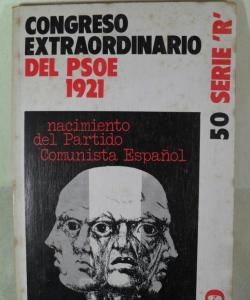 CONGRESO
EXTRAORDINARIO
DEL PSOE
1921
50 SERIE 'R'
nacimiento
del Partido
Comunista Español